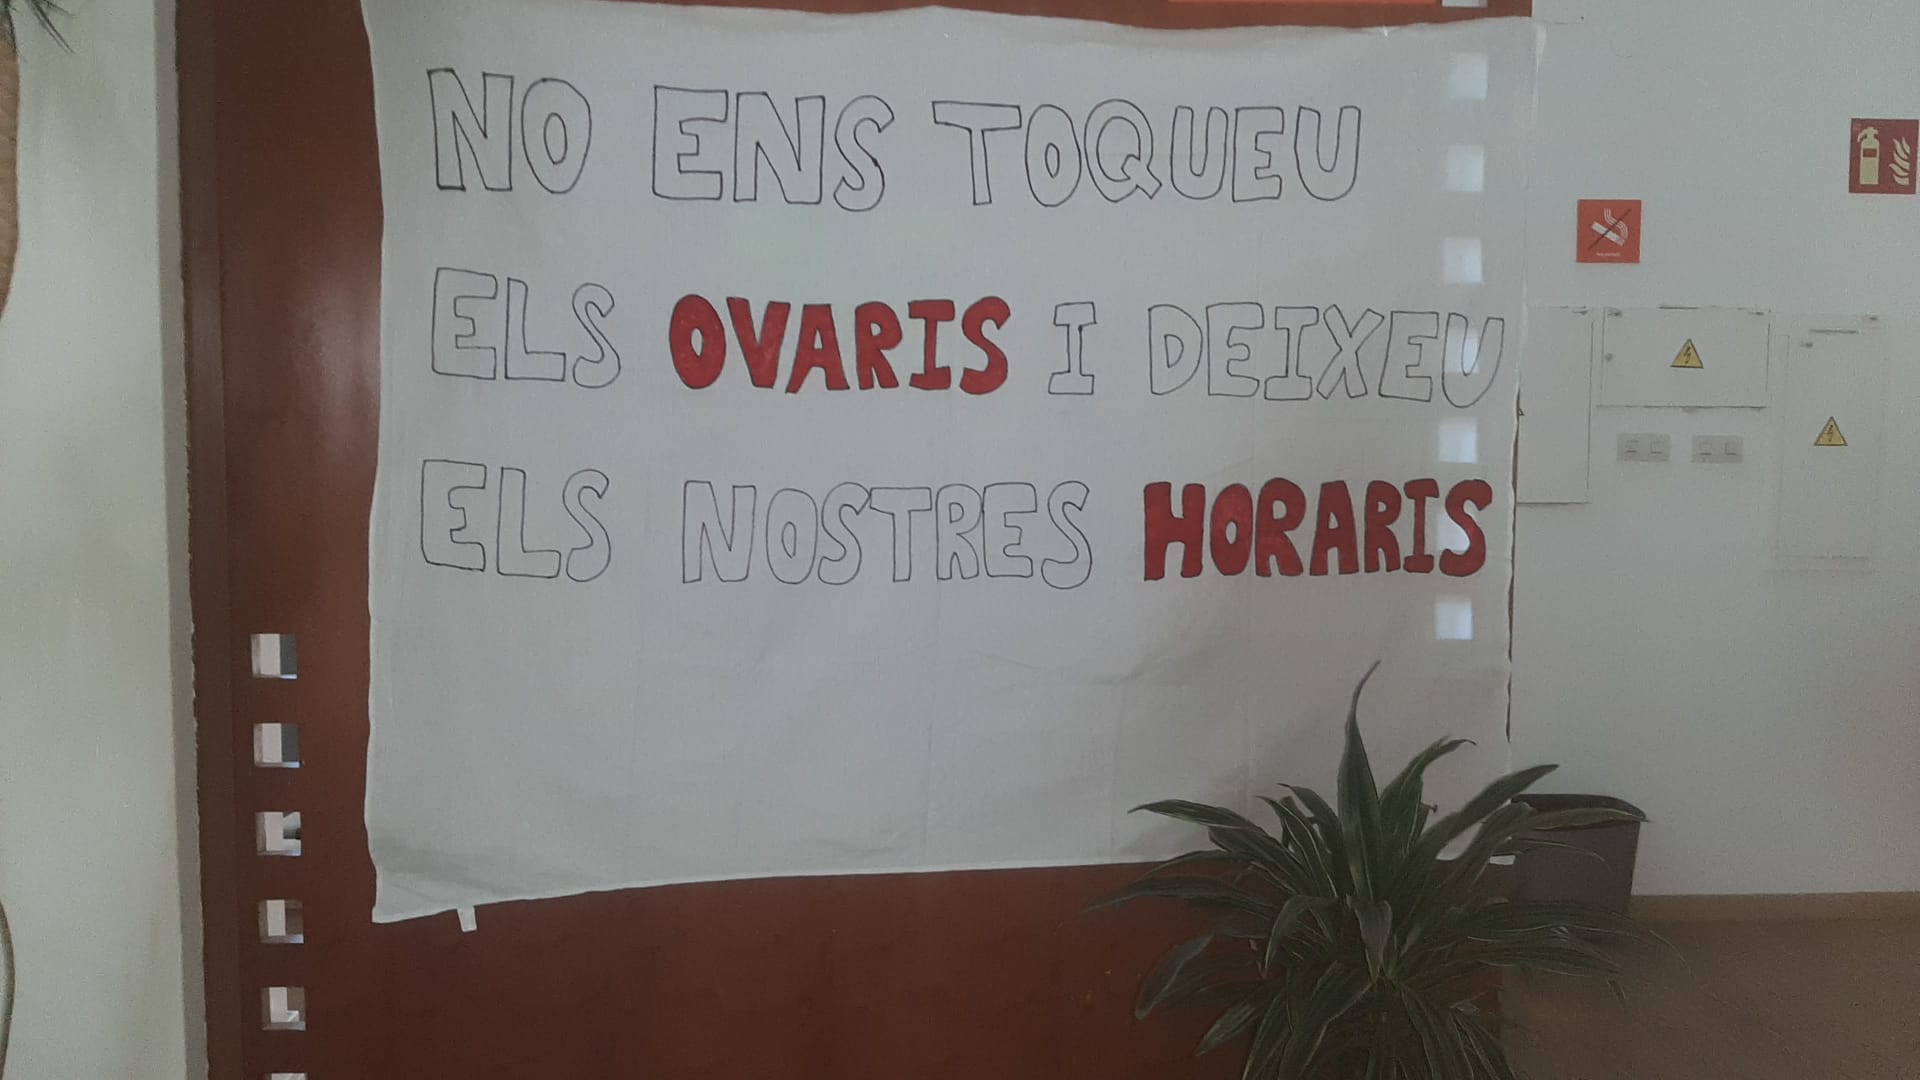 NO ENS TOQUEU
ELS OVARIS I DEIXEU
ELS NOSTRES HORARIS